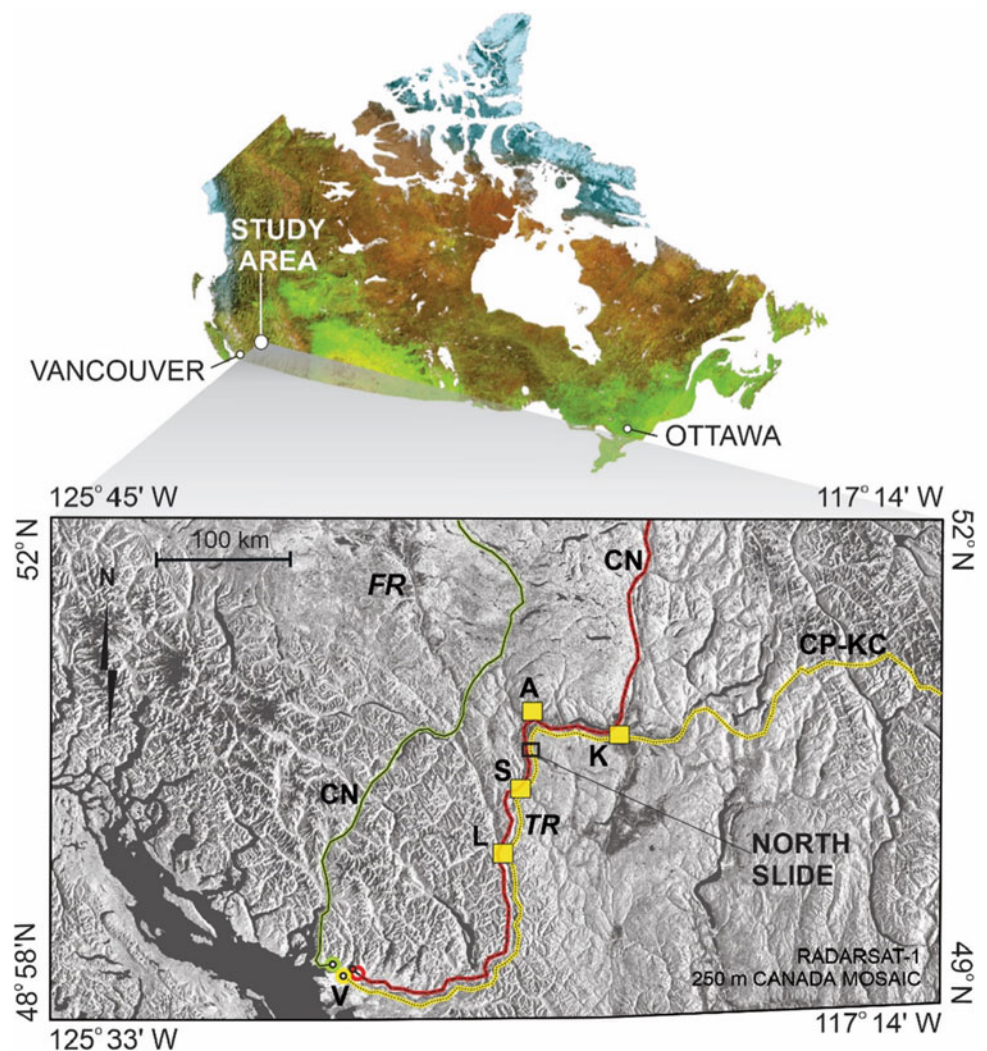 STUDY
AREA
VANCOUVER
OTTAWA
125° 45' W
117° 14' W
52° N
52° N
100 km
N
FR
CN
CP-KC
A
K
CN
S
TR
L
NORTH
SLIDE
V
RADARSAT-1
250 m CANADA MOSAIC
48° 58'N
49° N
125° 33' W
117° 14' W